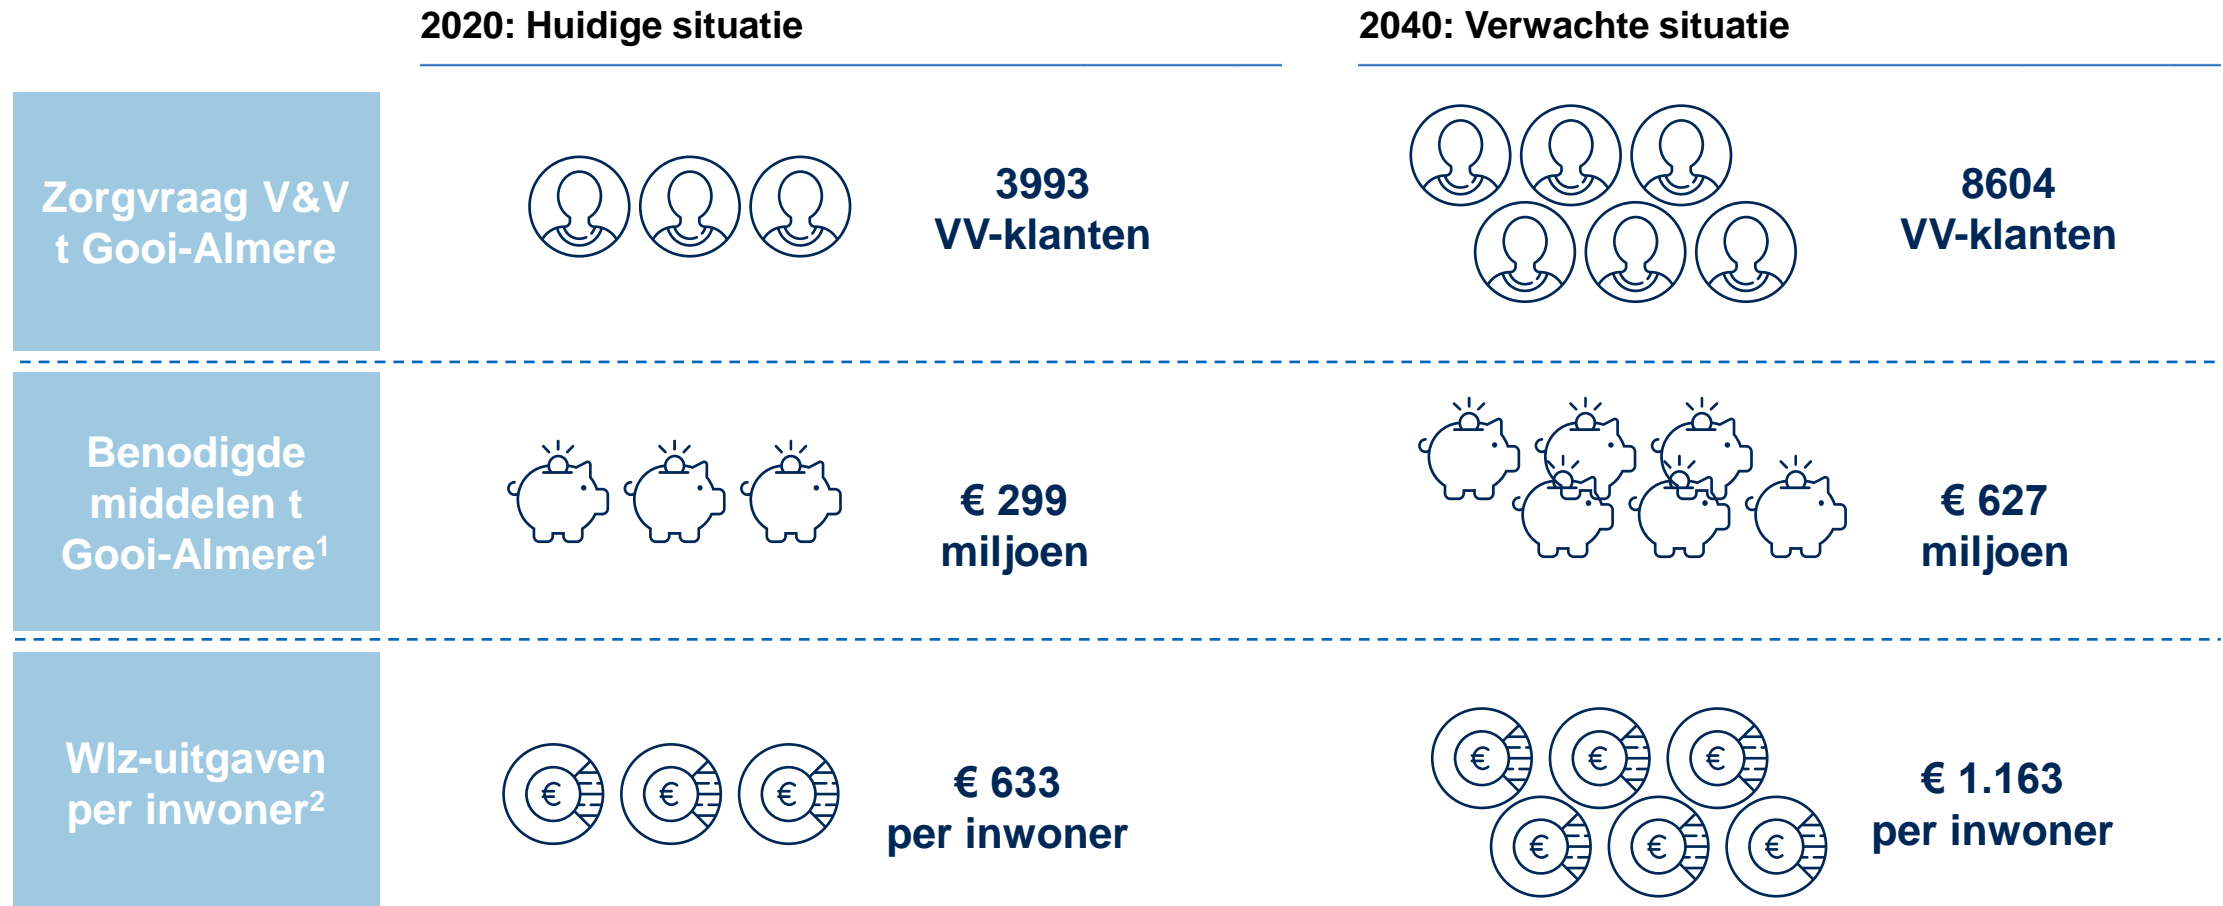 2020: Huidige situatie
2040: Verwachte situatie
Zorgvraag V&V
t Gooi-Almere
3993
VV-klanten
8604
VV-klanten
Benodigde
middelen t
Gooi-Almere¹
€ 299
miljoen
€ 627
miljoen
Wlz-uitgaven
per inwoner²
€ € €
€ 633
per inwoner
€ € €
€ € €
€ 1.163
per inwoner